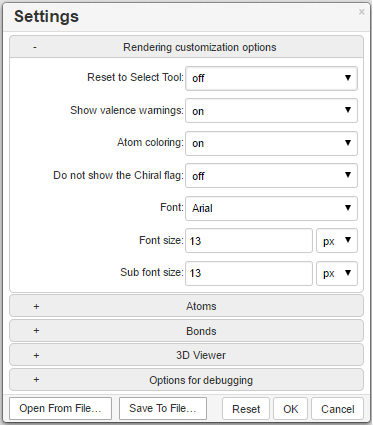 Settings x
- Rendering customization options
Reset to Select Tool: off
Show valence warnings: on
Atom coloring: on
Do not show the Chiral flag: off
Font: Arial
Font size: 13 px
Sub font size: 13 px
+ Atoms
+ Bonds
+ 3D Viewer
+ Options for debugging
Open From File... Save To File... Reset OK Cancel